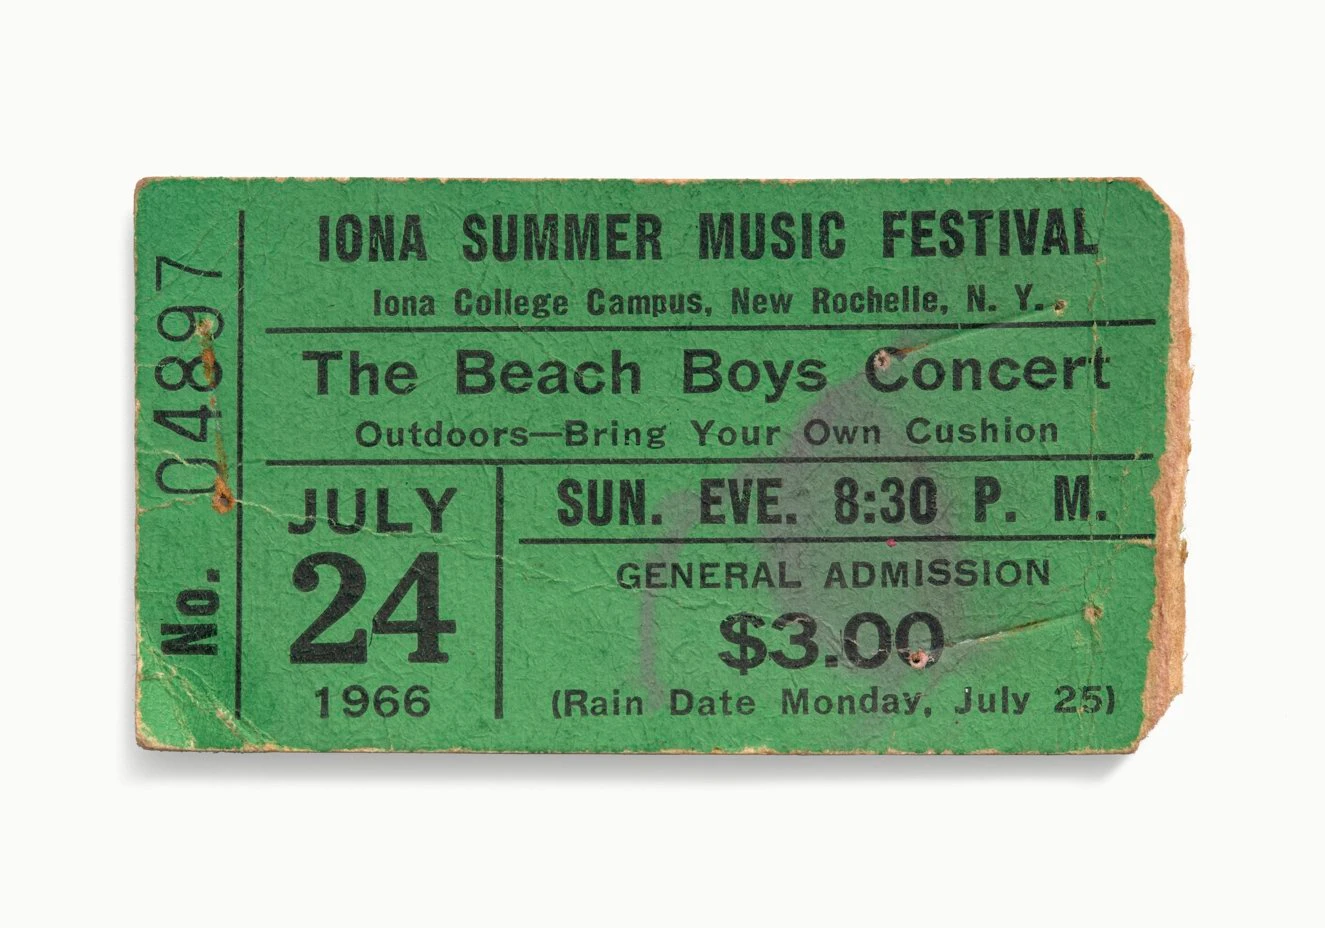 No. 04897
IONA SUMMER MUSIC FESTIVAL
Iona College Campus, New Rochelle, N. Y.
The Beach Boys Concert
Outdoors—Bring Your Own Cushion
JULY
24
1966
SUN. EVE. 8:30 P. M.
GENERAL ADMISSION
$3.00
(Rain Date Monday, July 25)